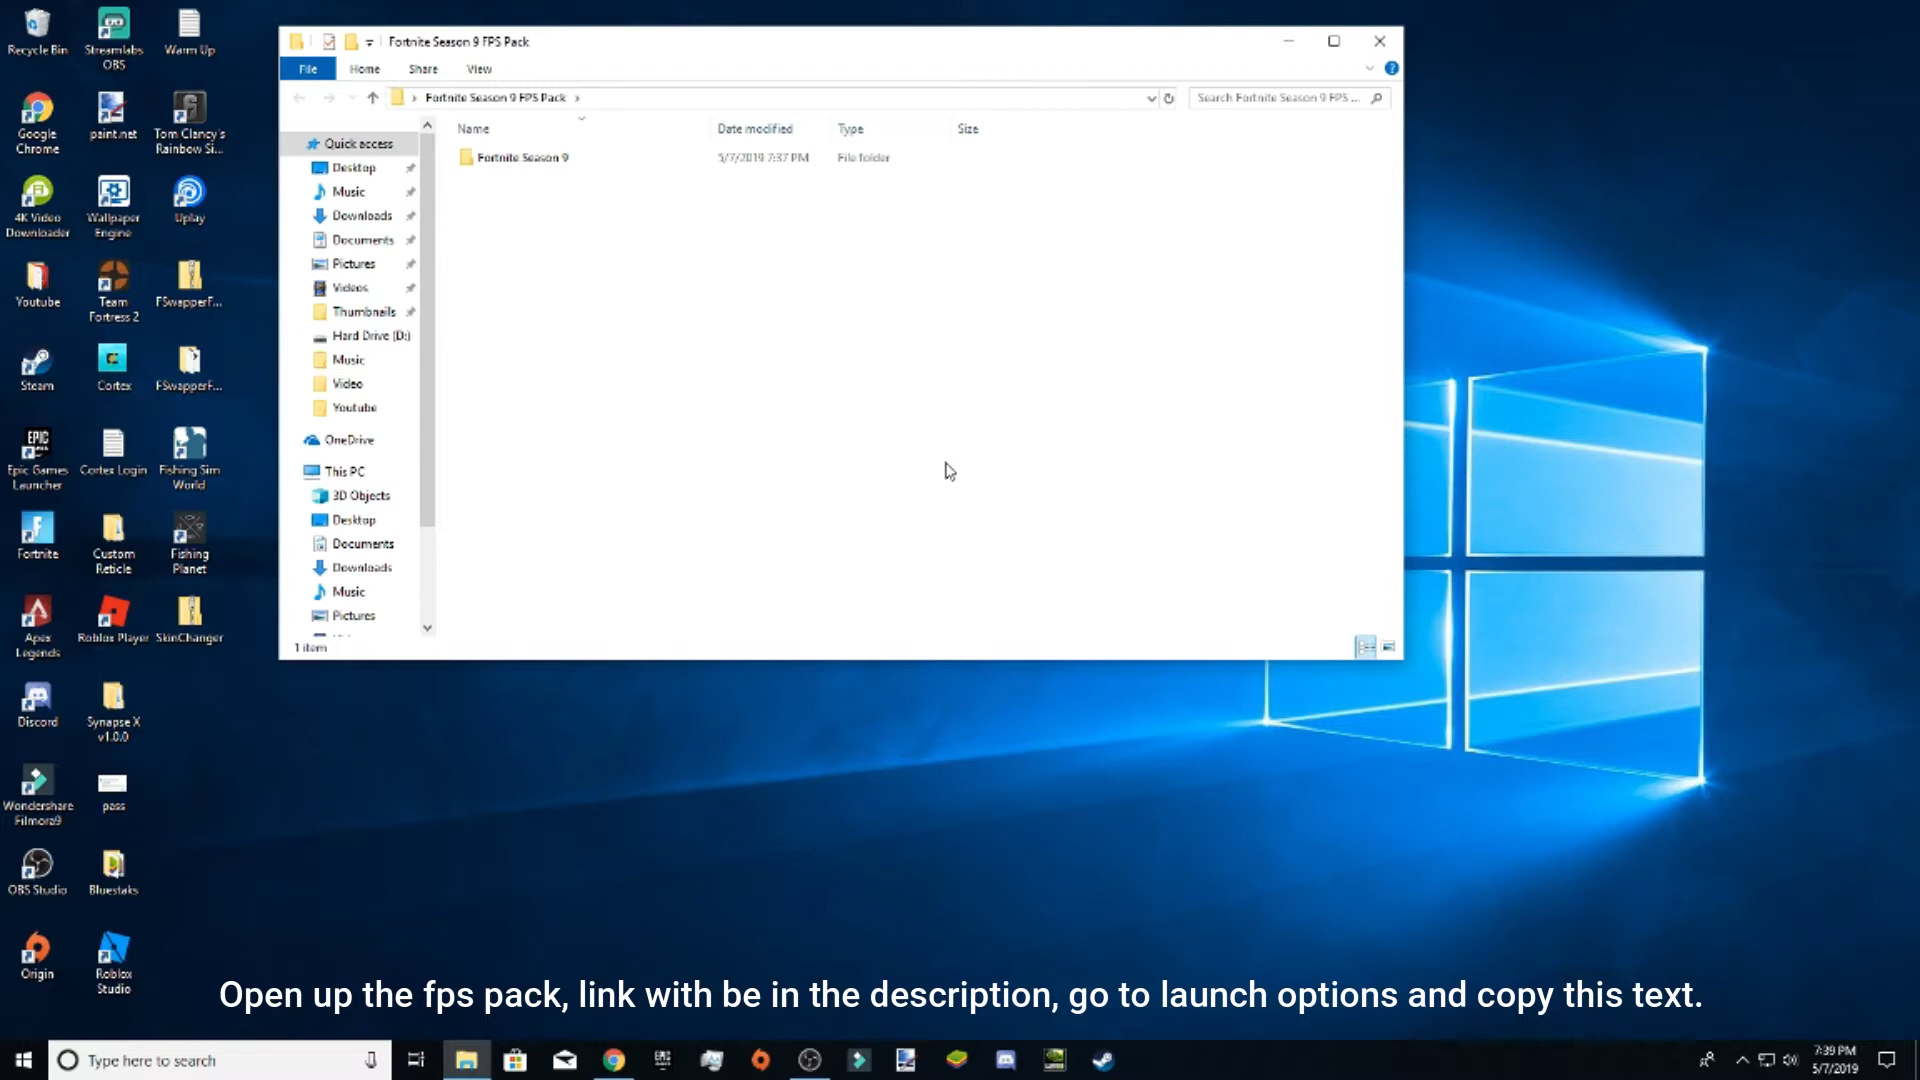 Fortnite Season 9 FPS Pack
File
Home
Share
View
Fortnite Season 9 FPS Pack
Search Fortnite Season 9 FPS ...
Name
Date modified
Type
Size
Fortnite Season 9
5/7/2019 7:37 PM
File folder
Quick access
Desktop
Music
Downloads
Documents
Pictures
Videos
Thumbnails
Hard Drive (D:)
Music
Video
Youtube
OneDrive
This PC
3D Objects
Desktop
Documents
Downloads
Music
Pictures
1 item
Recycle Bin
Streamlabs
OBS
Warm Up
Google
Chrome
paint.net
Tom Clancy's
Rainbow Si...
4K Video
Downloader
Wallpaper
Engine
Uplay
Youtube
Team
Fortress 2
FSwapperF...
Steam
Cortex
FSwapperF...
EPIC
Epic Games
Launcher
Cortex Login
Fishing Sim
World
Fortnite
Custom
Reticle
Fishing
Planet
Apex
Legends
Roblox Player
SkinChanger
Discord
Synapse X
v1.0.0
Wondershare
Filmora9
pass
OBS Studio
Bluestaks
Origin
Roblox
Studio
Open up the fps pack, link with be in the description, go to launch options and copy this text.
Type here to search
7:39 PM
5/7/2019